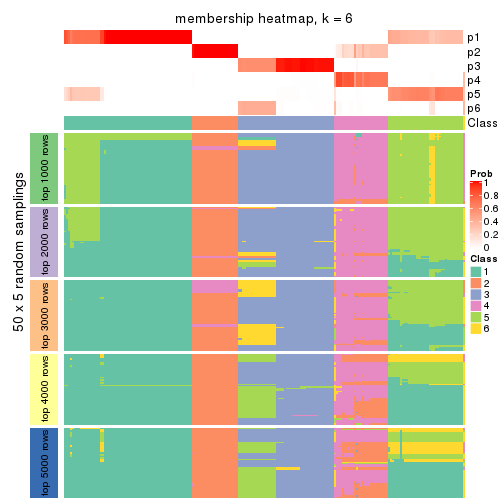 membership heatmap, k = 6
p1
p2
p3
p4
p5
p6
Class
50 x 5 random samplings
top 1000 rows
top 2000 rows
top 3000 rows
top 4000 rows
top 5000 rows
Prob
1
0.8
0.6
0.4
0.2
0
Class
1
2
3
4
5
6